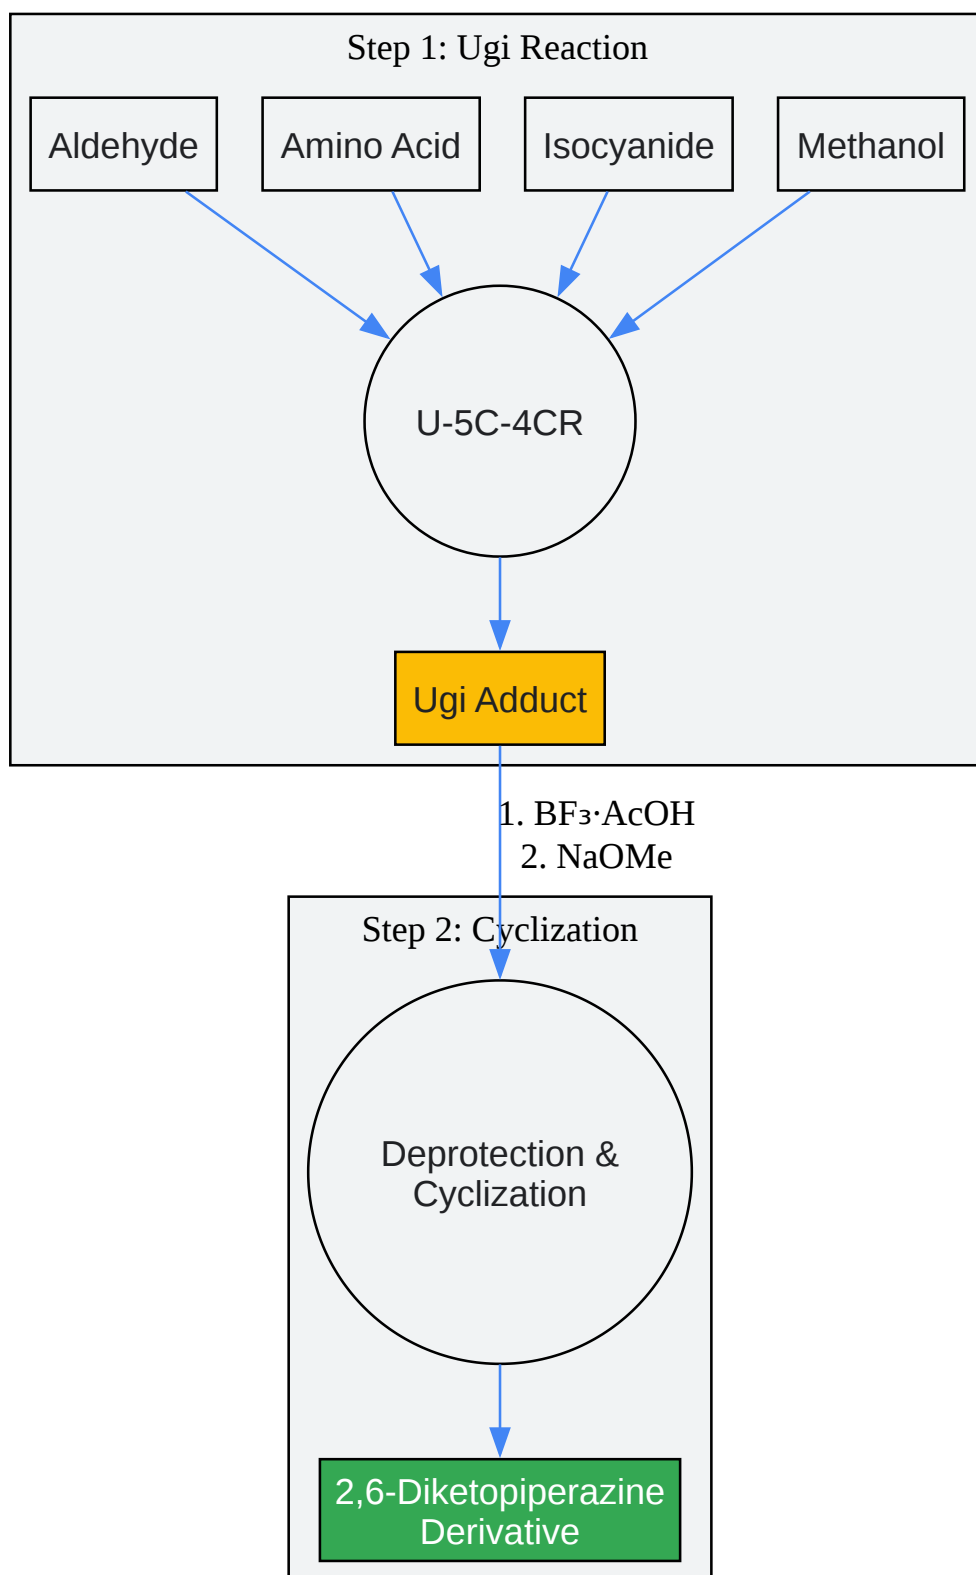 Step 1: Ugi Reaction
Aldehyde
Amino Acid
Isocyanide
Methanol
U-5C-4CR
Ugi Adduct
1. BF₃·AcOH
2. NaOMe
Step 2: Cyclization
Deprotection &
Cyclization
2,6-Diketopiperazine
Derivative